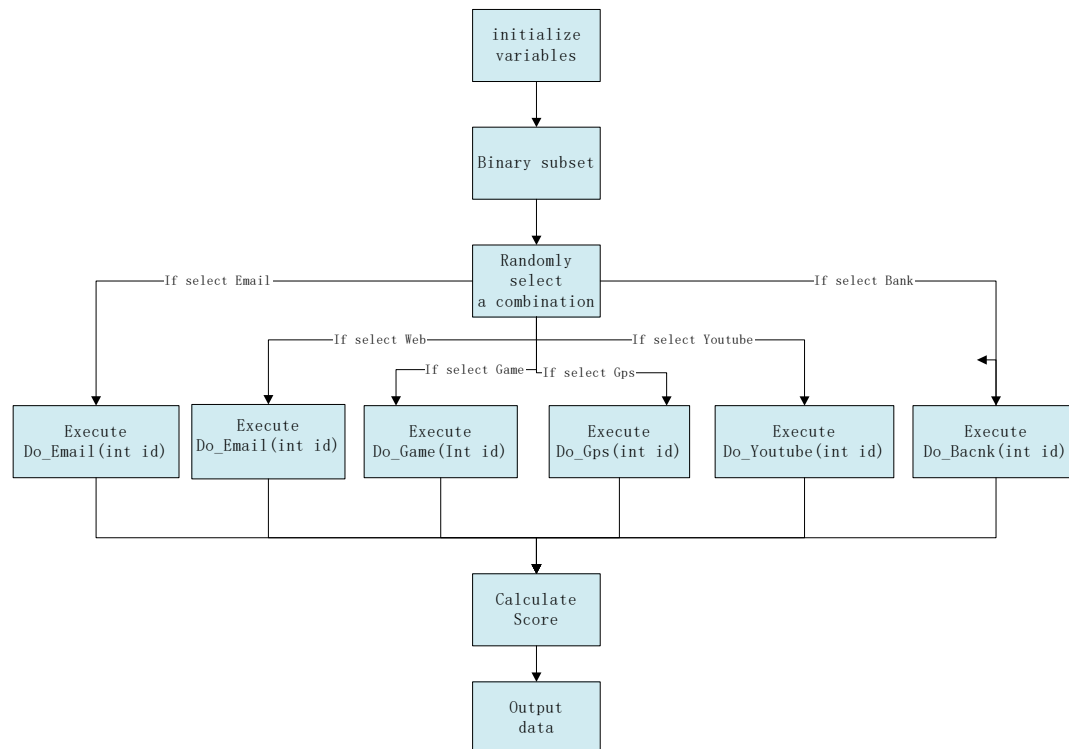 initialize
variables
Binary subset
Randomly
select
a combination
If select Email
If select Bank
If select Web
If select Youtube
If select Game
If select Gps
Execute
Do_Email(int id)
Execute
Do_Email(int id)
Execute
Do_Game(Int id)
Execute
Do_Gps(int id)
Execute
Do_Youtube(int id)
Execute
Do_Bacnk(int id)
Calculate
Score
Output
data